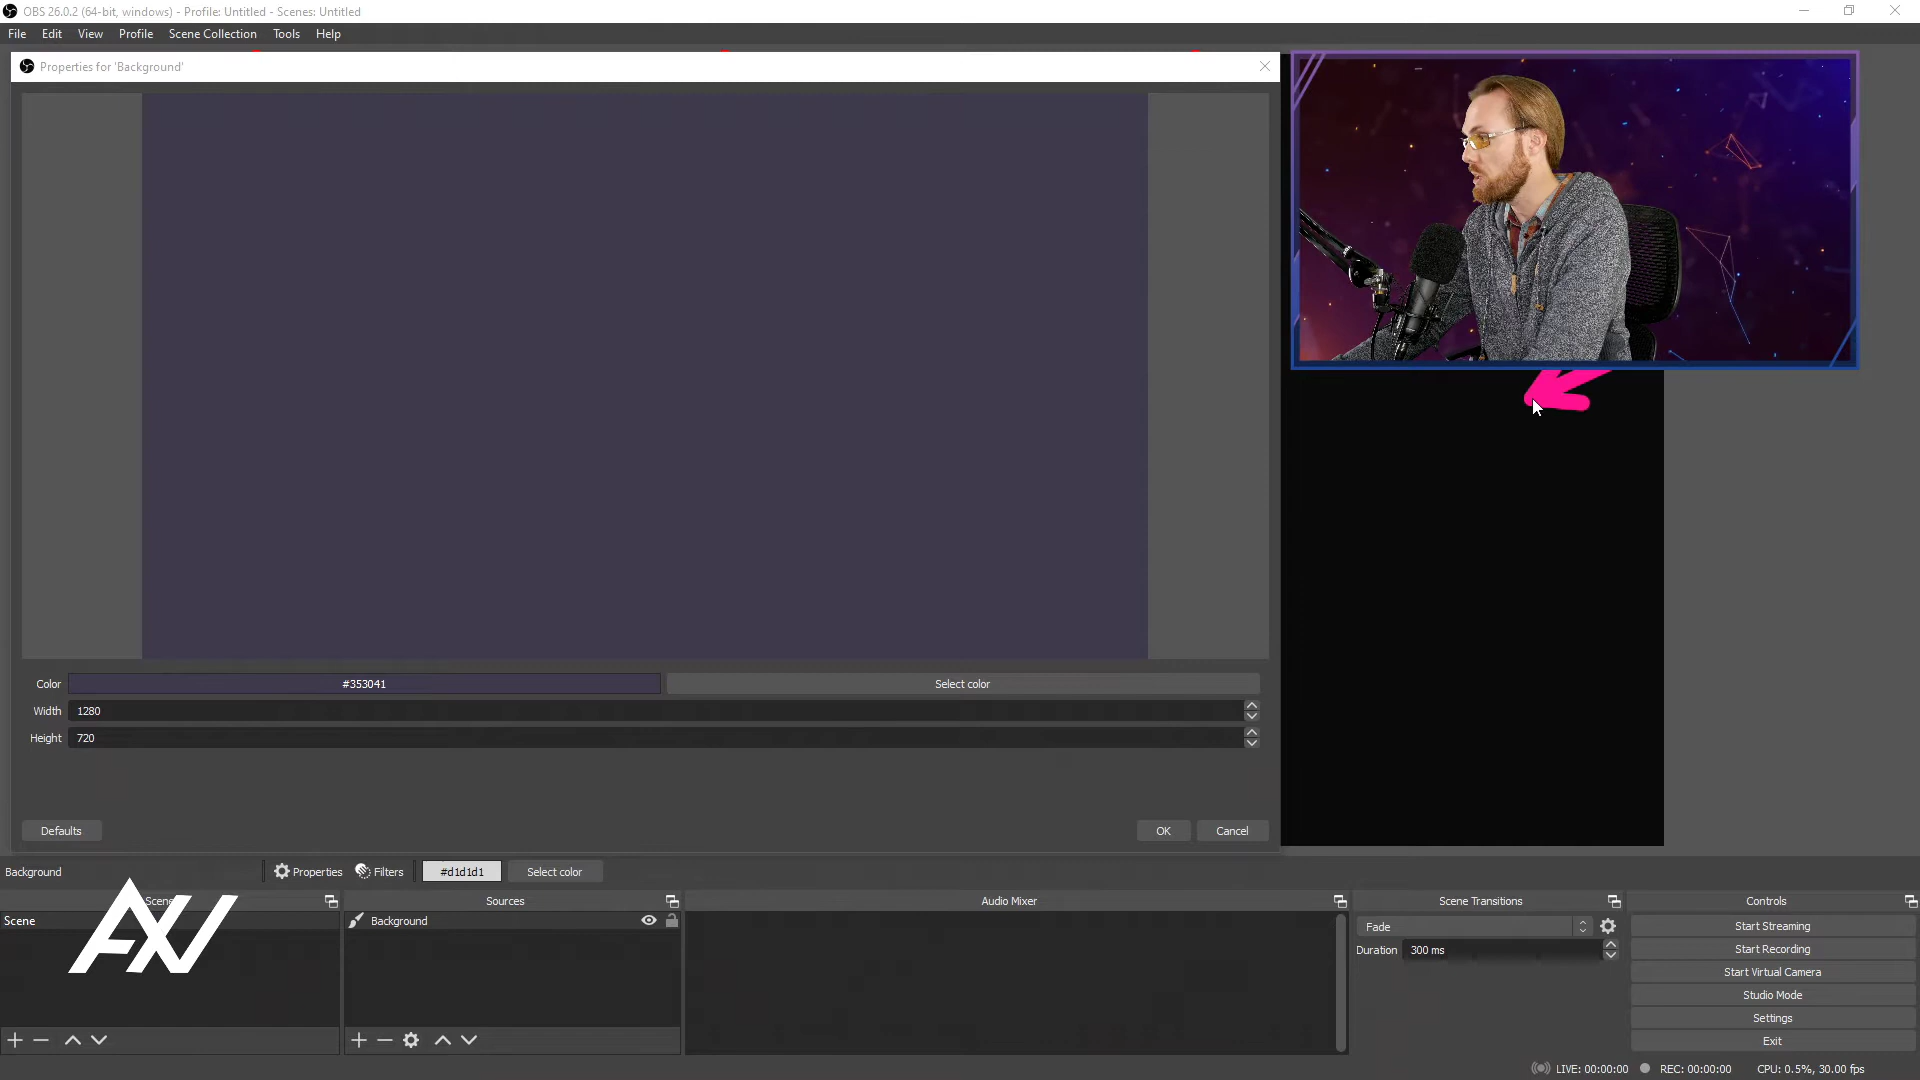 OBS 26.0.2 (64-bit, windows) - Profile: Untitled - Scenes: Untitled
File Edit View Profile Scene Collection Tools Help
Properties for 'Background'
Color #353041 Select color
Width 1280
Height 720
Defaults OK Cancel
Background Properties Filters #d1d1d1 Select color
Scene Sources Audio Mixer Scene Transitions Controls
Scene Background Fade Start Streaming
Duration 300 ms Start Recording
Start Virtual Camera
Studio Mode
Settings
Exit
LIVE: 00:00:00 REC: 00:00:00 CPU: 0.5%, 30.00 fps